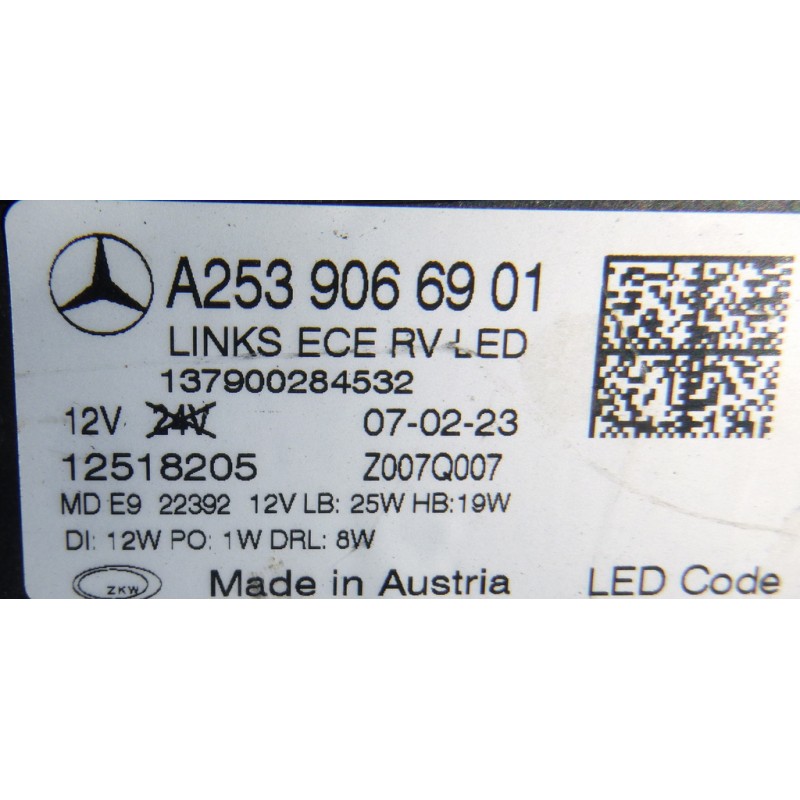 A253 906 69 01
LINKS ECE RV-LED
137900284532
12V 24V 07-02-23
12518205 Z007Q007
MD E9 22392 12V LB: 25W HB:19W
DI: 12W PO: 1W DRL: 8W
ZKW Made in Austria LED Code